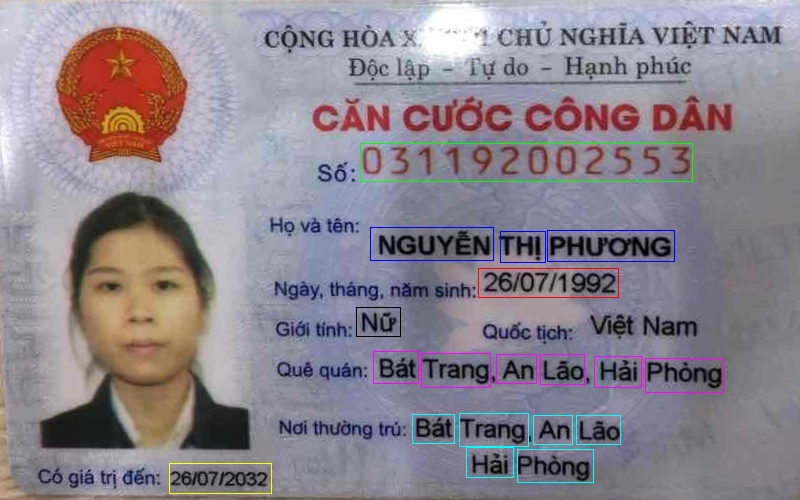 CỘNG HÒA X CHỦ NGHĨA VIỆT NAM
Độc lập - Tự do - Hạnh phúc
CĂN CƯỚC CÔNG DÂN
Số: 031192002553
Họ và tên:
NGUYỄN THỊ PHƯƠNG
Ngày, tháng, năm sinh: 26/07/1992
Giới tính: Nữ Quốc tịch: Việt Nam
Quê quán: Bát Trang, An Lão, Hải Phòng
Nơi thường trú: Bát Trang, An Lão
Hải Phòng
Có giá trị đến: 26/07/2032
VIỆT NAM